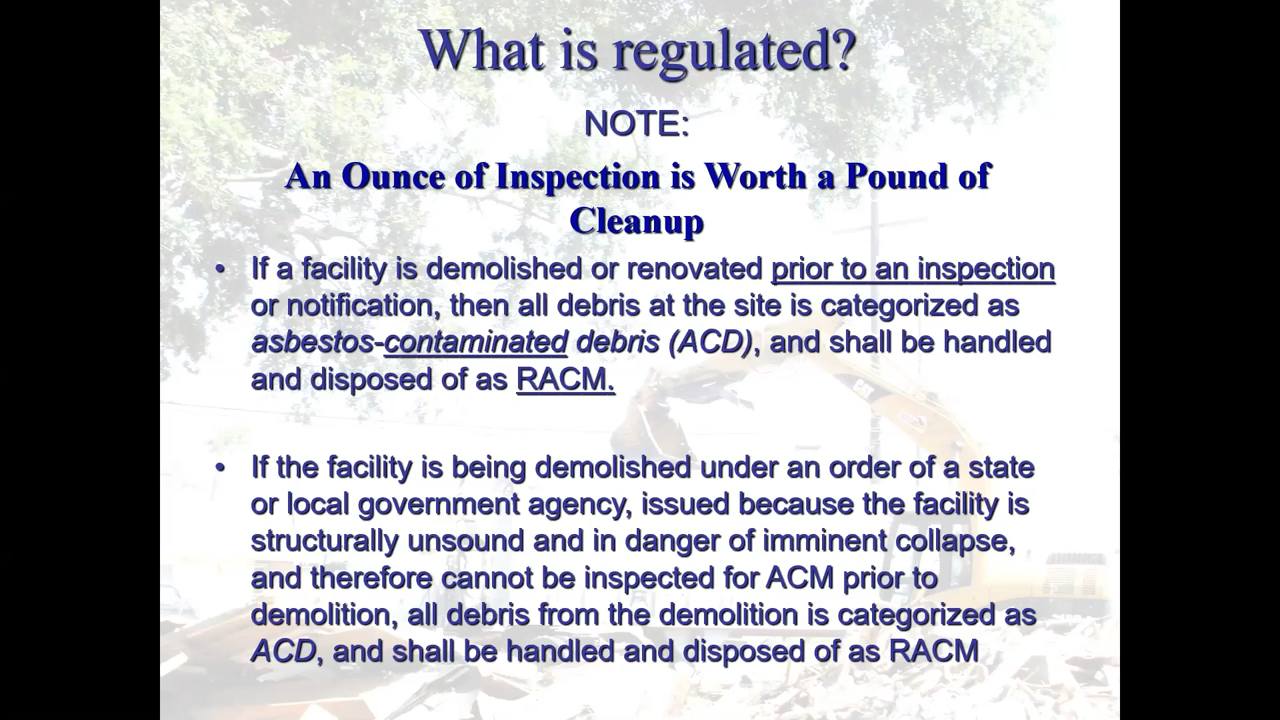 What is regulated?
NOTE:
An Ounce of Inspection is Worth a Pound of
Cleanup
• If a facility is demolished or renovated prior to an inspection
or notification, then all debris at the site is categorized as
asbestos-contaminated debris (ACD), and shall be handled
and disposed of as RACM.
• If the facility is being demolished under an order of a state
or local government agency, issued because the facility is
structurally unsound and in danger of imminent collapse,
and therefore cannot be inspected for ACM prior to
demolition, all debris from the demolition is categorized as
ACD, and shall be handled and disposed of as RACM